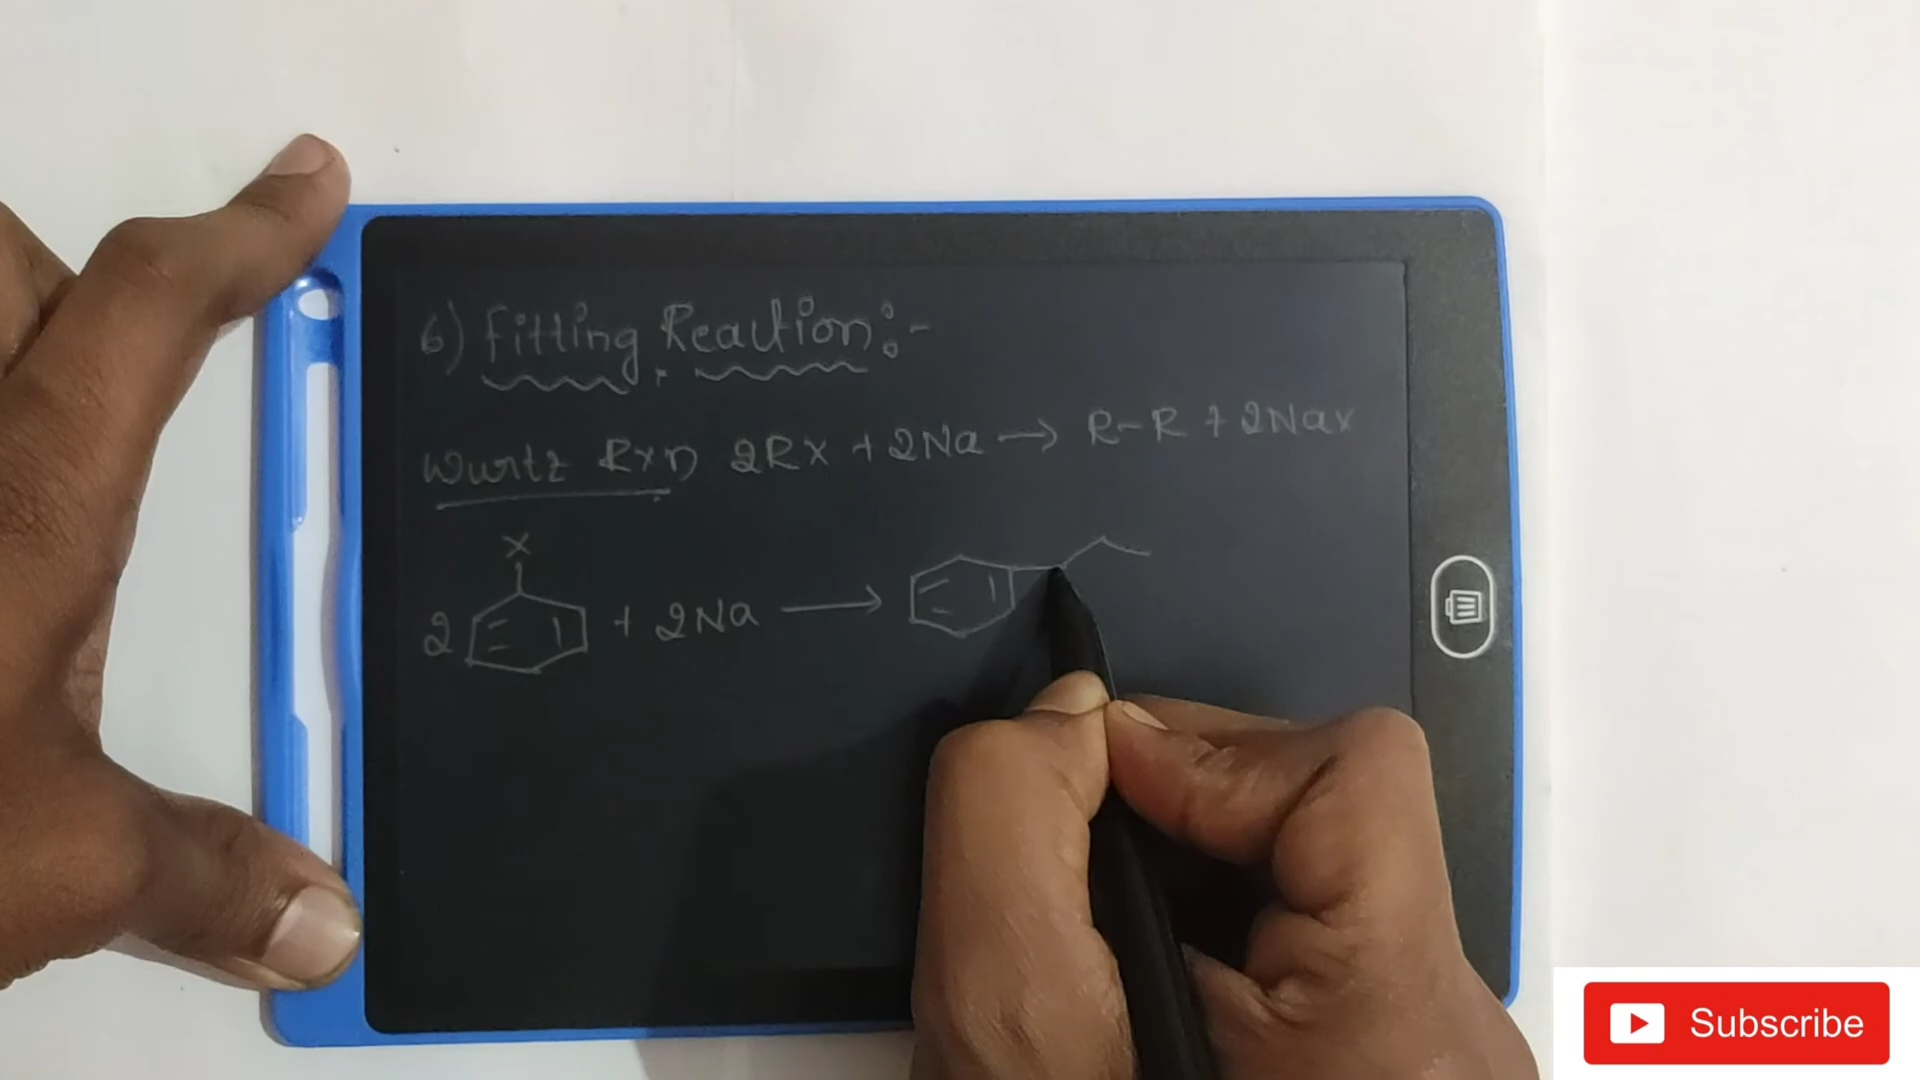 6) Fitting Reaction:-
Wurtz Rxn 2RX + 2Na → R-R + 2Nax
X
2 + 2Na →
Subscribe